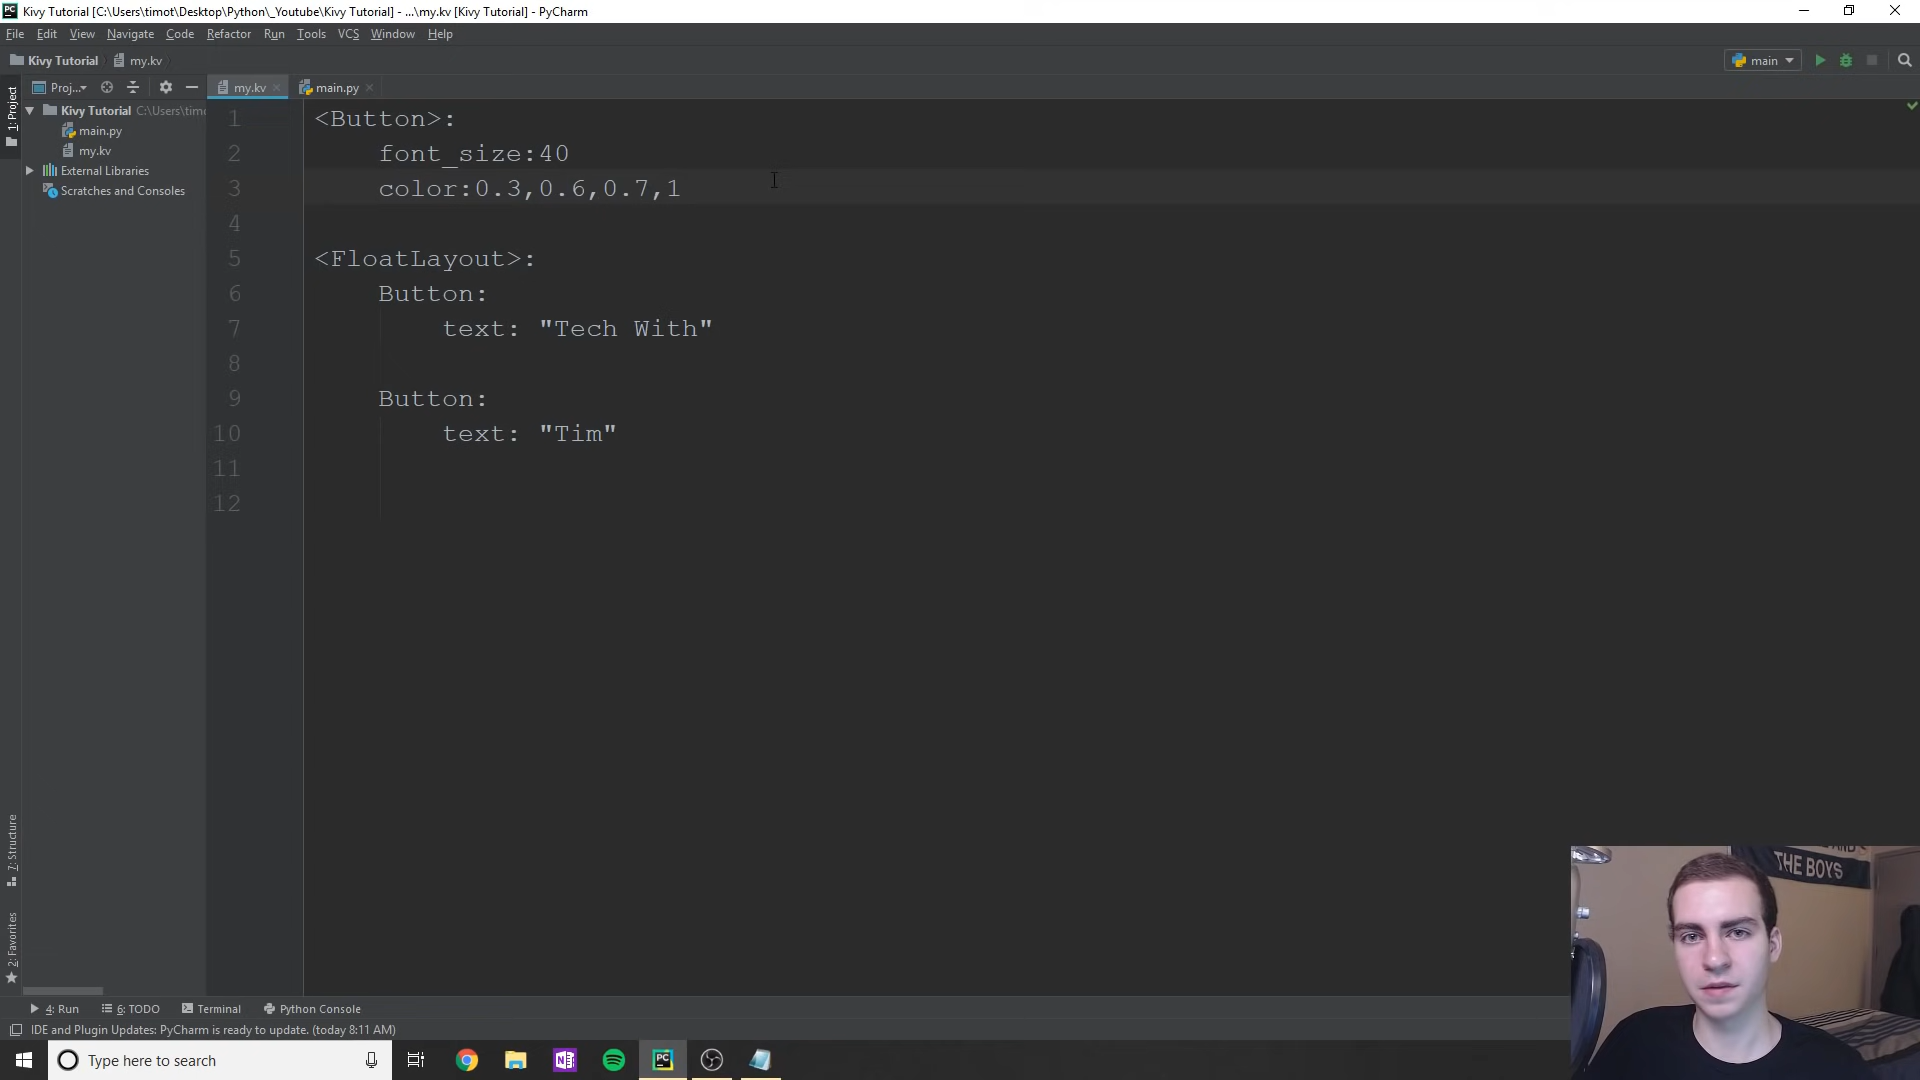 Kivy Tutorial [C:\Users\timot\Desktop\Python\_Youtube\Kivy Tutorial] - ...\my.kv [Kivy Tutorial] - PyCharm
File Edit View Navigate Code Refactor Run Tools VCS Window Help
Kivy Tutorial my.kv main
Proj... my.kv main.py
1: Project
Kivy Tutorial C:\Users\timo
main.py
my.kv
External Libraries
Scratches and Consoles
1 <Button>:
2 font_size:40
3 color:0.3,0.6,0.7,1
4
5 <FloatLayout>:
6 Button:
7 text: "Tech With"
8
9 Button:
10 text: "Tim"
11
12
7: Structure
2: Favorites
THE BOYS
4: Run 6: TODO Terminal Python Console
IDE and Plugin Updates: PyCharm is ready to update. (today 8:11 AM)
Type here to search